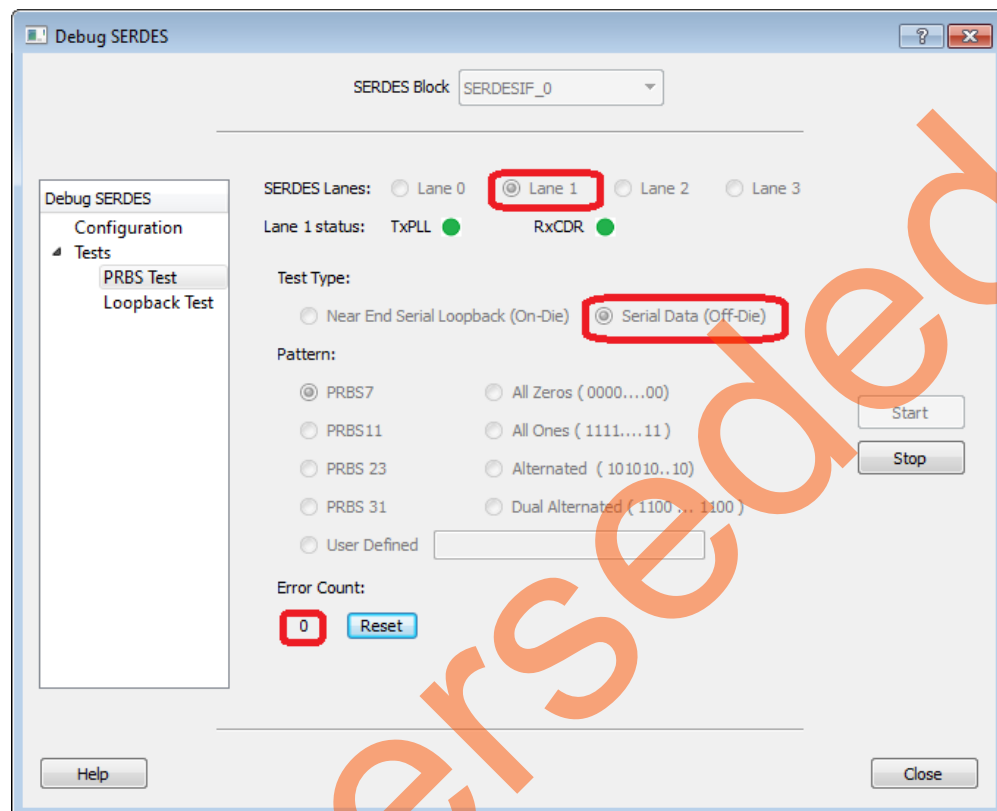 Debug SERDES
SERDES Block SERDESIF_0
Debug SERDES
Configuration
Tests
PRBS Test
Loopback Test
SERDES Lanes: Lane 0 Lane 1 Lane 2 Lane 3
Lane 1 status: TxPLL RxCDR
Test Type:
Near End Serial Loopback (On-Die) Serial Data (Off-Die)
Pattern:
PRBS7 All Zeros ( 0000....00)
PRBS11 All Ones ( 1111....11 )
PRBS 23 Alternated ( 101010..10)
PRBS 31 Dual Alternated ( 1100 ... 1100 )
User Defined
Start
Stop
Error Count:
0 Reset
Help Close
erseded